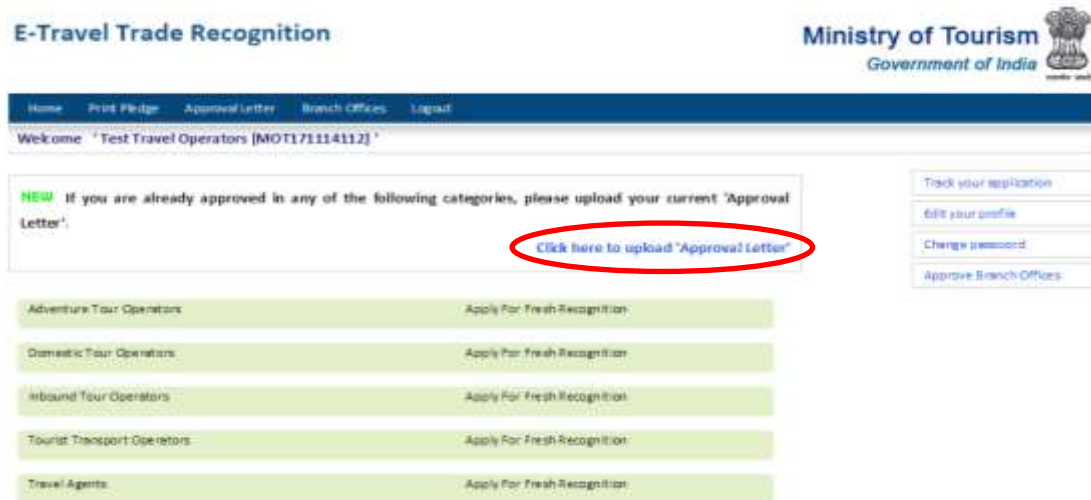 E-Travel Trade Recognition
Ministry of Tourism
Government of India
Home Print Pledge Approval Letter Branch Offices Logout
Welcome 'Test Travel Operators [MOT171114112] '
NEW If you are already approved in any of the following categories, please upload your current 'Approval
Letter'.
Click here to upload 'Approval Letter'
Track your application
Edit your profile
Change password
Approve Branch Offices
Adventure Tour Operators Apply For Fresh Recognition
Domestic Tour Operators Apply For Fresh Recognition
Inbound Tour Operators Apply For Fresh Recognition
Tourist Transport Operators Apply For Fresh Recognition
Travel Agents Apply For Fresh Recognition